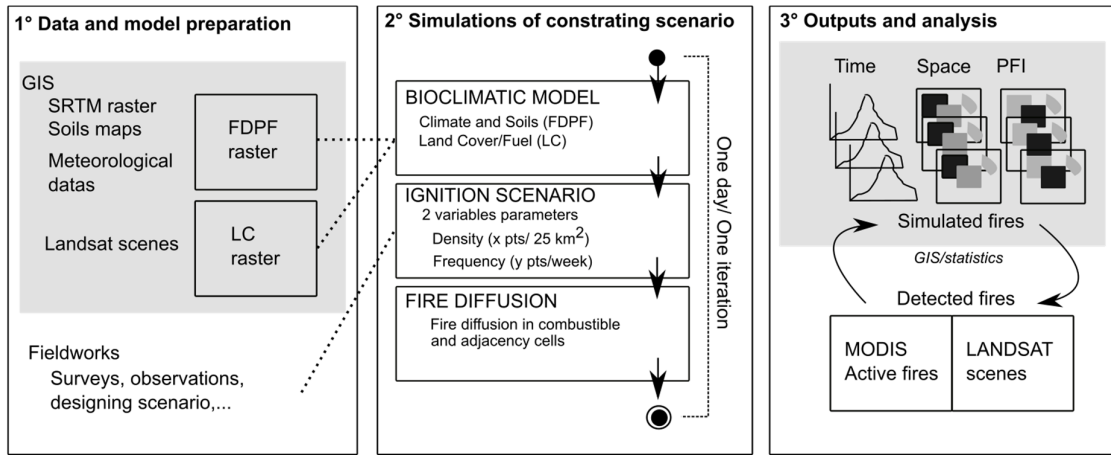 1° Data and model preparation
GIS
SRTM raster
Soils maps
Meteorological
datas
FDPF
raster
Landsat scenes
LC
raster
Fieldworks
Surveys, observations,
designing scenario,...
2° Simulations of constrating scenario
BIOCLIMATIC MODEL
Climate and Soils (FDPF)
Land Cover/Fuel (LC)
IGNITION SCENARIO
2 variables parameters
Density (x pts/ 25 km²)
Frequency (y pts/week)
FIRE DIFFUSION
Fire diffusion in combustible
and adjacency cells
One day/ One iteration
3° Outputs and analysis
Time Space PFI
Simulated fires
GIS/statistics
Detected fires
MODIS
Active fires
LANDSAT
scenes